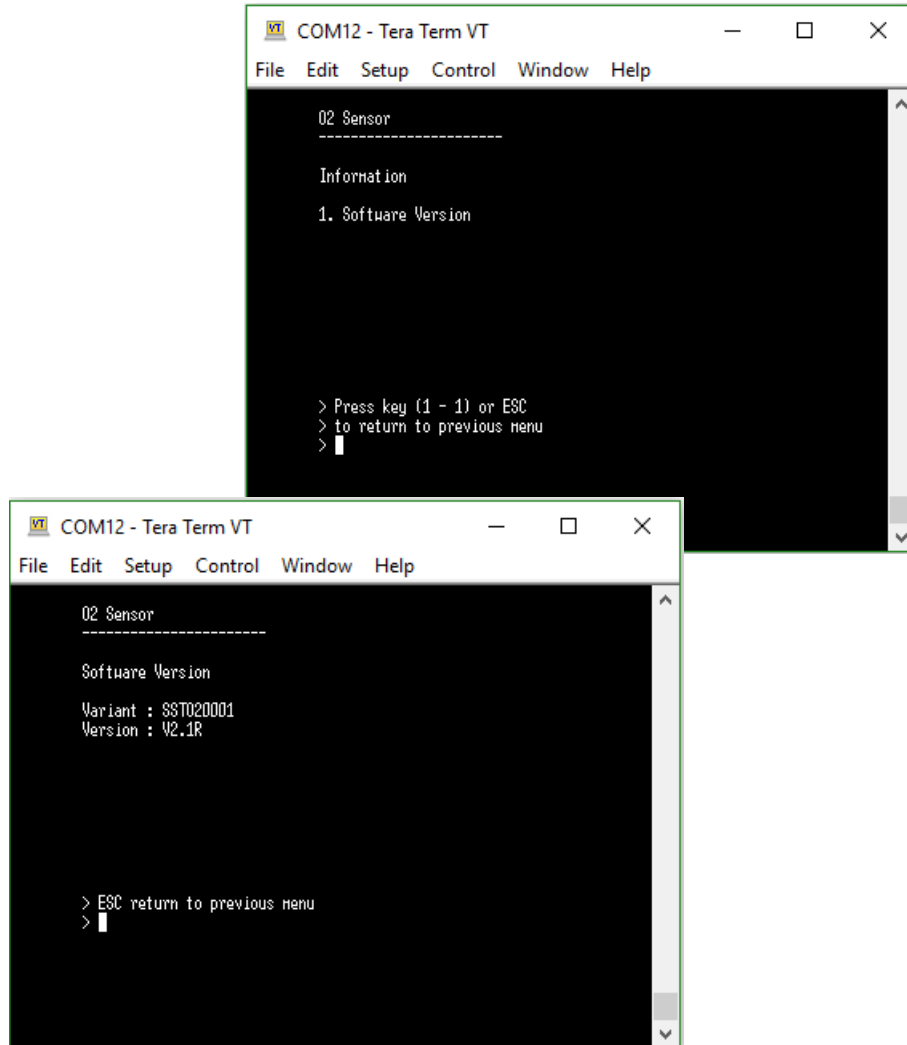 COM12 - Tera Term VT
File Edit Setup Control Window Help
O2 Sensor
-----------------------
Information
1. Software Version
> Press key (1 - 1) or ESC
> to return to previous menu
>
COM12 - Tera Term VT
File Edit Setup Control Window Help
O2 Sensor
-----------------------
Software Version
Variant : SSTO20001
Version : V2.1R
> ESC return to previous menu
>